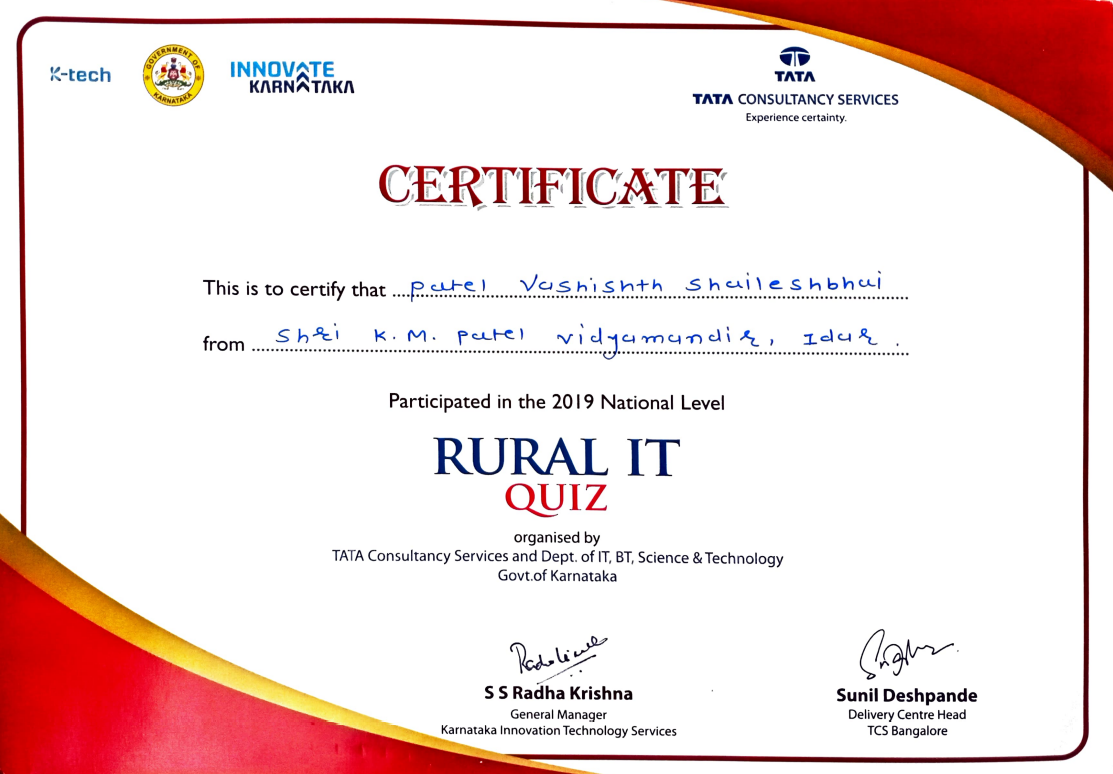 K-tech
GOVERNMENT OF
KARNATAKA
INNOVATE
KARNATAKA
TATA
TATA CONSULTANCY SERVICES
Experience certainty.
CERTIFICATE
This is to certify that Patel Vashishth Shaileshbhai
from Shri K.M. Patel Vidyamandir, Idar.
Participated in the 2019 National Level
RURAL IT
QUIZ
organised by
TATA Consultancy Services and Dept. of IT, BT, Science & Technology
Govt.of Karnataka
S S Radha Krishna
General Manager
Karnataka Innovation Technology Services
Sunil Deshpande
Delivery Centre Head
TCS Bangalore